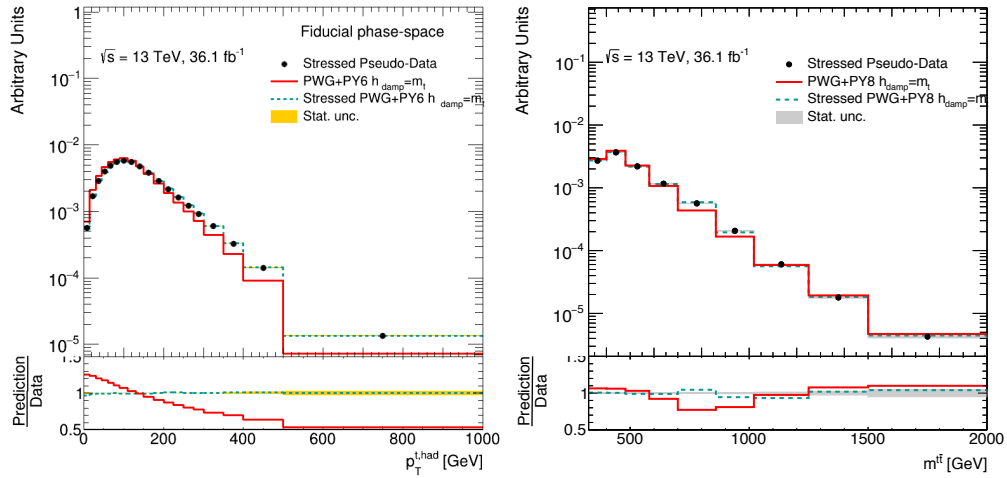 Arbitrary Units
Fiducial phase-space
√s = 13 TeV, 36.1 fb⁻¹
Stressed Pseudo-Data
PWG+PY6 h_damp=m_t
Stressed PWG+PY6 h_damp=m_t
Stat. unc.
10⁻¹
10⁻²
10⁻³
10⁻⁴
10⁻⁵
1.5
1
0.5
Prediction
Data
0 200 400 600 800 1000
p_T^t,had [GeV]
Arbitrary Units
√s = 13 TeV, 36.1 fb⁻¹
Stressed Pseudo-Data
PWG+PY8 h_damp=m_t
Stressed PWG+PY8 h_damp=m
Stat. unc.
10⁻¹
10⁻²
10⁻³
10⁻⁴
10⁻⁵
1.5
1
0.5
Prediction
Data
500 1000 1500 2000
m^tt̄ [GeV]